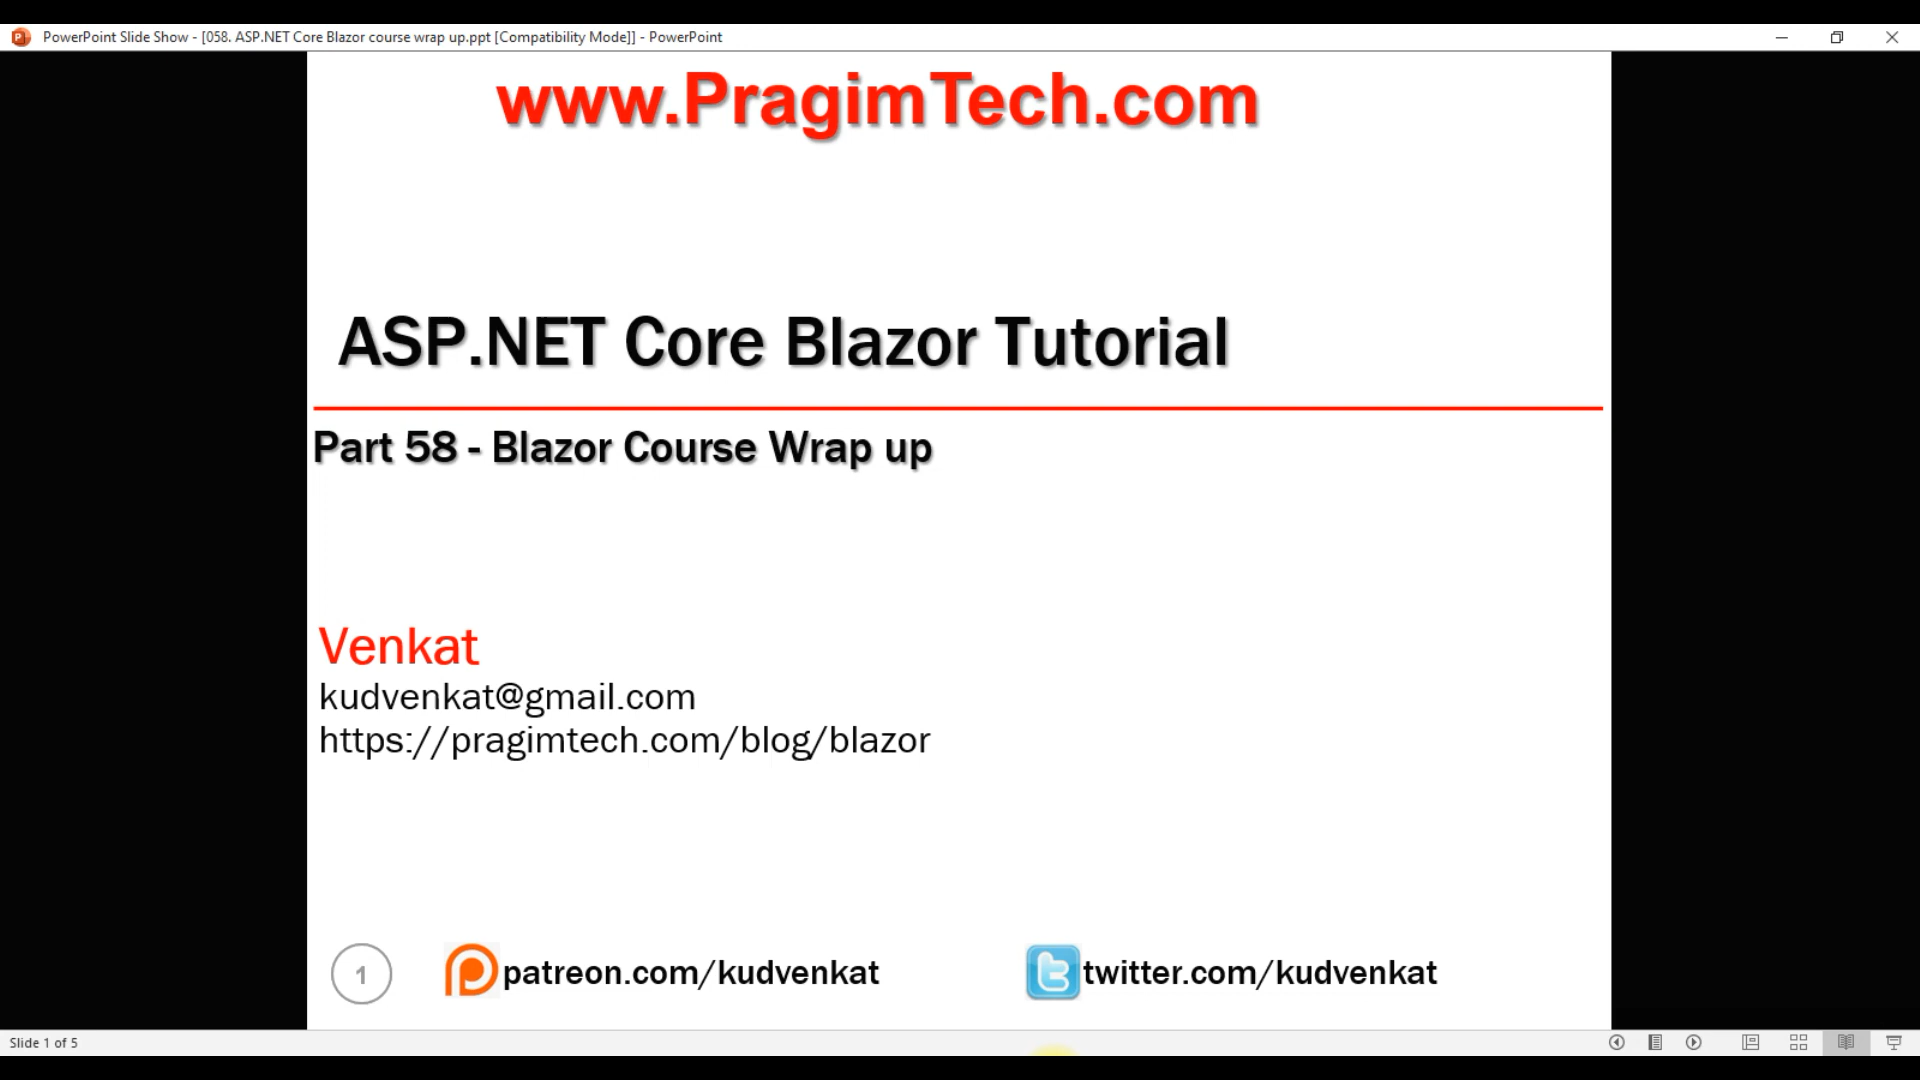 PowerPoint Slide Show - [058. ASP.NET Core Blazor course wrap up.ppt [Compatibility Mode]] - PowerPoint
www.PragimTech.com
ASP.NET Core Blazor Tutorial
Part 58 - Blazor Course Wrap up
Venkat
kudvenkat@gmail.com
https://pragimtech.com/blog/blazor
1 patreon.com/kudvenkat twitter.com/kudvenkat
Slide 1 of 5